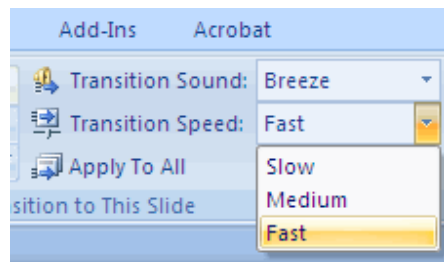 Add-Ins Acrobat
Transition Sound: Breeze
Transition Speed: Fast
Apply To All
Slow
Medium
Fast
sition to This Slide